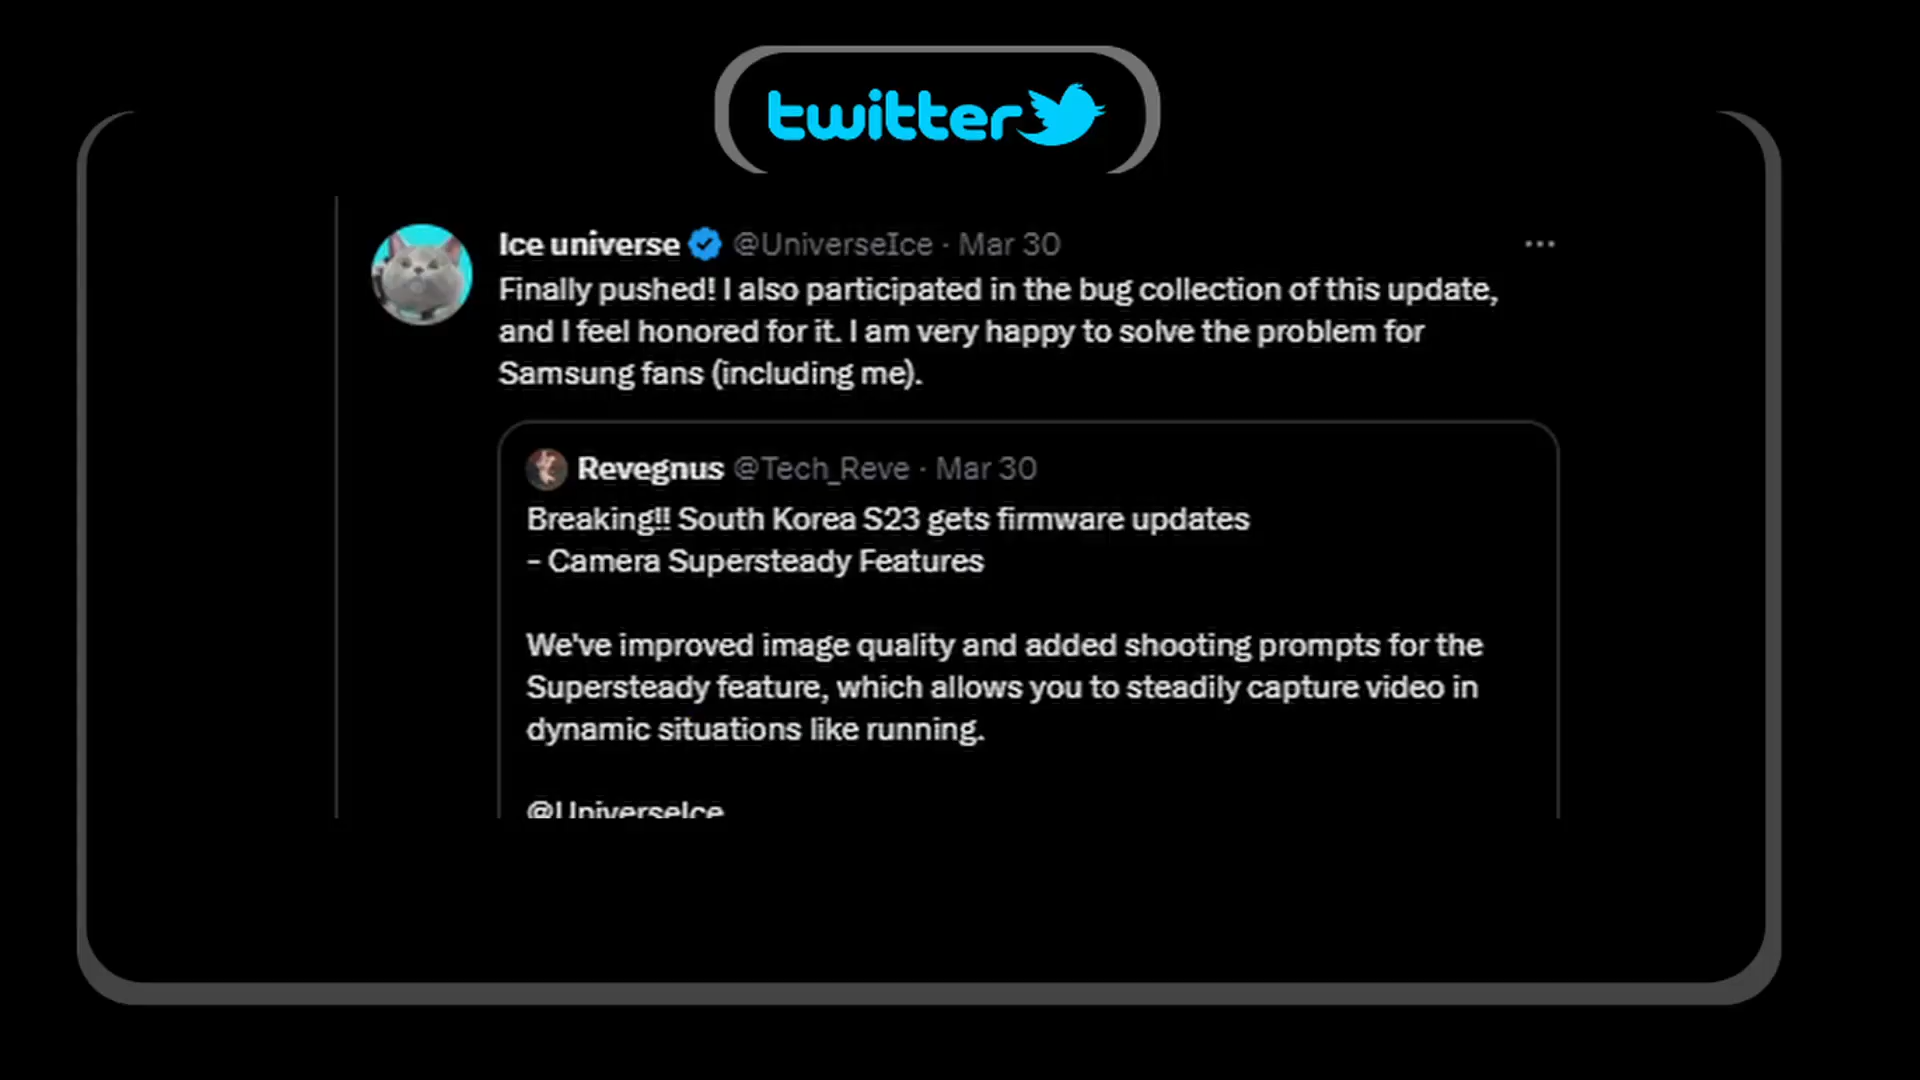 twitter
Ice universe @UniverseIce · Mar 30
Finally pushed! I also participated in the bug collection of this update,
and I feel honored for it. I am very happy to solve the problem for
Samsung fans (including me).
Revegnus @Tech_Reve · Mar 30
Breaking!! South Korea S23 gets firmware updates
- Camera Supersteady Features
We've improved image quality and added shooting prompts for the
Supersteady feature, which allows you to steadily capture video in
dynamic situations like running.
@UniverseIce